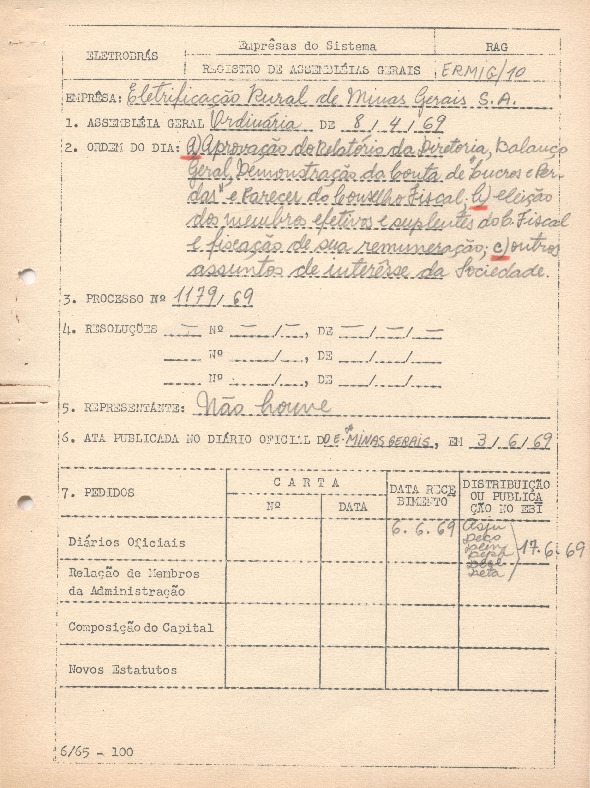 ELETROBRÁS
Emprêsas do Sistema
RAG
REGISTRO DE ASSEMBLÉIAS GERAIS
ERMIG/10
EMPRÊSA: Eletrificação Rural de Minas Gerais S.A.
1. ASSEMBLÉIA GERAL Ordinária DE 8/4/69
2. ORDEM DO DIA: a) Aprovação do Relatório da Diretoria, Balanço
Geral, Demonstração da Conta de "Lucros e Per-
das" e Parecer do Conselho Fiscal; b) eleição
dos membros efetivos e suplentes do C. Fiscal
e fixação de sua remuneração; c) outros
assuntos de interêsse da Sociedade.
3. PROCESSO Nº 1179/69
4. RESOLUÇÕES — Nº —/—, DE —/—/—
Nº / , DE / /
Nº / , DE / /
5. REPRESENTANTE: Não houve
6. ATA PUBLICADA NO DIÁRIO OFICIAL DO E. "MINAS GERAIS, EM 3/6/69
7. PEDIDOS
CARTA
Nº
DATA
DATA RECE
BIMENTO
DISTRIBUIÇÃO
OU PUBLICA
ÇÃO NO EBI
Diários Oficiais
6.6.69
17.6.69
Relação de Membros
da Administração
Composição do Capital
Novos Estatutos
6/65 - 100